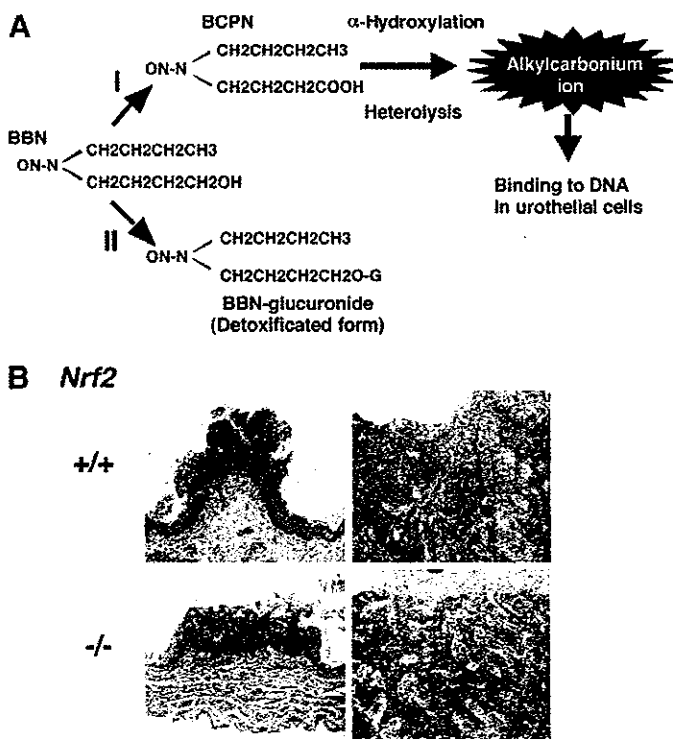 A
BCPN
α-Hydroxylation
CH2CH2CH2CH3
ON-N
CH2CH2CH2COOH
Alkylcarbonium
ion
I
Heterolysis
BBN
CH2CH2CH2CH3
ON-N
CH2CH2CH2CH2OH
Binding to DNA
In urothelial cells
II
CH2CH2CH2CH3
ON-N
CH2CH2CH2CH2O-G
BBN-glucuronide
(Detoxificated form)
B Nrf2
+/+
-/-